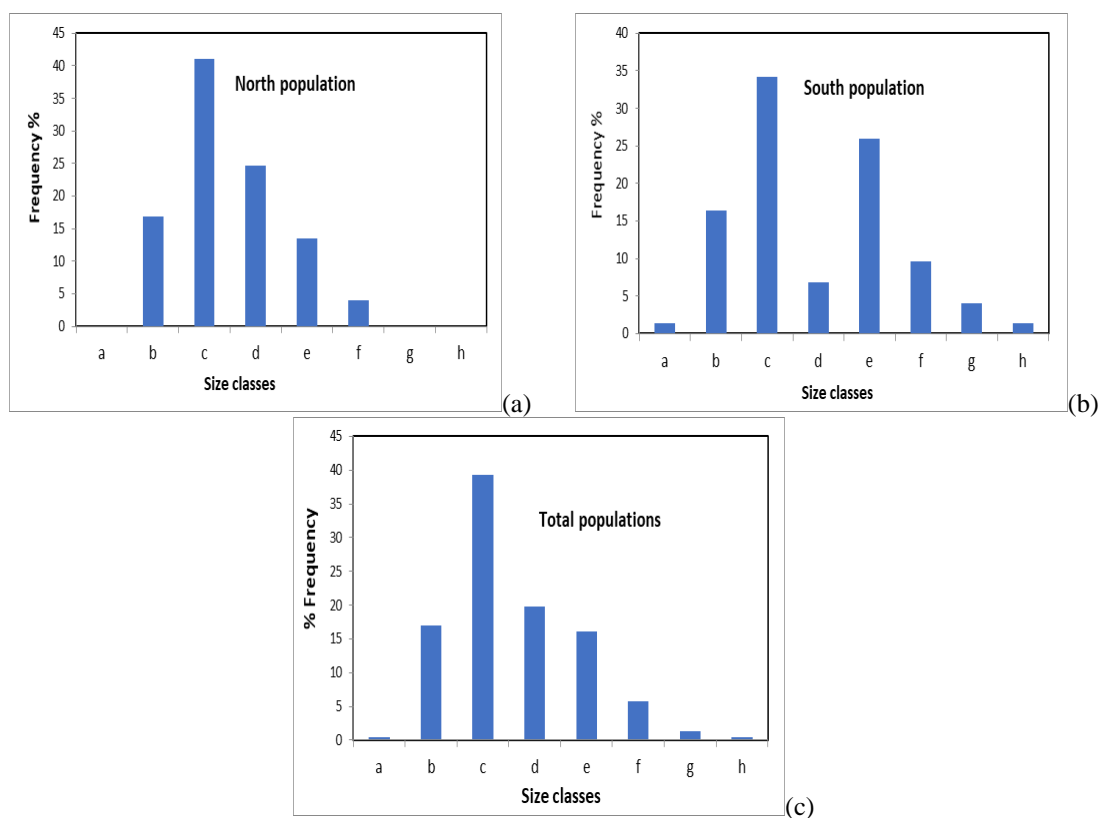 Frequency %
45
40
35
30
25
20
15
10
5
0
North population
a b c d e f g h
Size classes
(a)
Frequency %
40
35
30
25
20
15
10
5
0
South population
a b c d e f g h
Size classes
(b)
% Frequency
45
40
35
30
25
20
15
10
5
0
Total populations
a b c d e f g h
Size classes
(c)